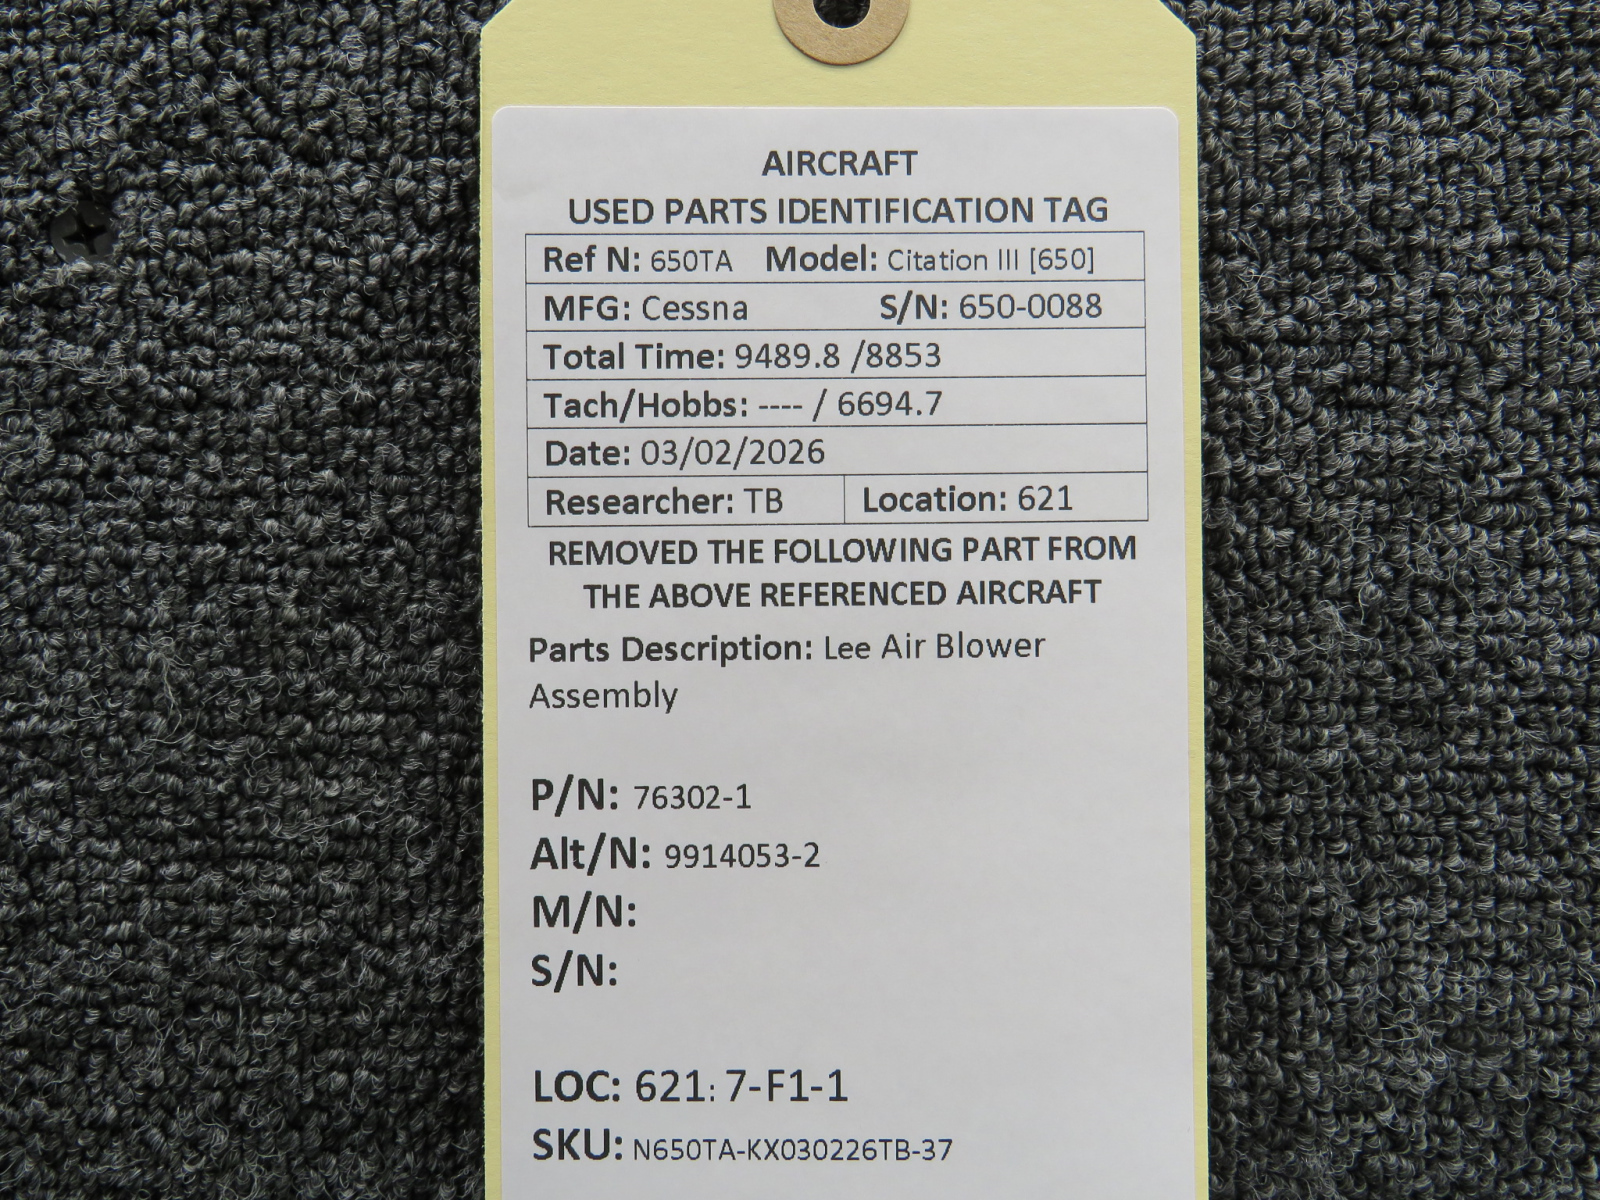 AIRCRAFT
USED PARTS IDENTIFICATION TAG
Ref N: 650TA Model: Citation III [650]
MFG: Cessna S/N: 650-0088
Total Time: 9489.8 /8853
Tach/Hobbs: ---- / 6694.7
Date: 03/02/2026
Researcher: TB Location: 621
REMOVED THE FOLLOWING PART FROM
THE ABOVE REFERENCED AIRCRAFT
Parts Description: Lee Air Blower
Assembly
P/N: 76302-1
Alt/N: 9914053-2
M/N:
S/N:
LOC: 621: 7-F1-1
SKU: N650TA-KX030226TB-37